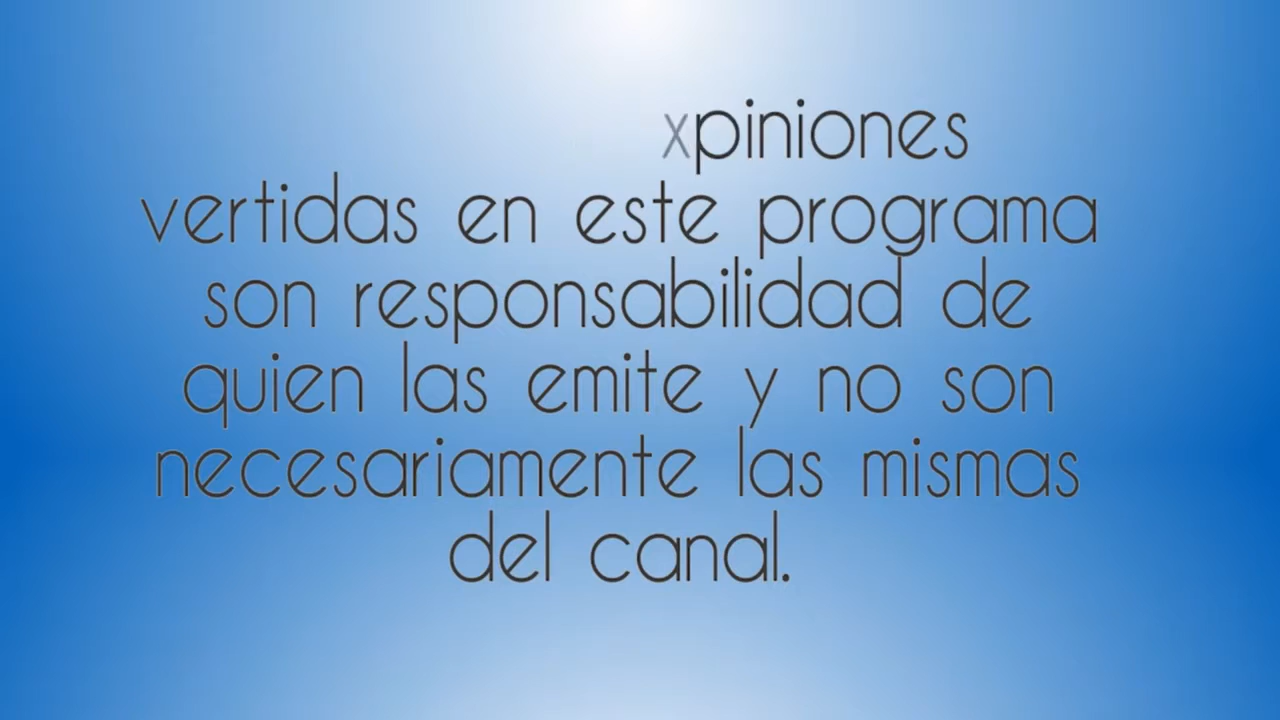 xpiniones
vertidas en este programa
son responsabilidad de
quien las emite y no son
necesariamente las mismas
del canal.